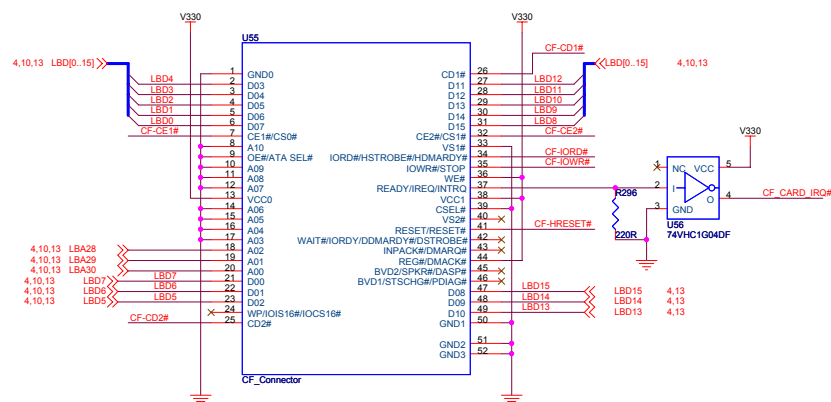 V330
V330
U55
CF-CD1#
4,10,13 LBD[0..15]
LBD[0..15] 4,10,13
1 GND0 CD1# 26
LBD4 2 D03 D11 27 LBD12
LBD3 3 D04 D12 28 LBD11
LBD2 4 D05 D13 29 LBD10
LBD1 5 D06 D14 30 LBD9
LBD0 6 D07 D15 31 LBD8
CF-CE1# 7 CE1#/CS0# CE2#/CS1# 32 CF-CE2#
8 A10 VS1# 33
9 OE#/ATA SEL# IORD#/HSTROBE#/HDMARDY# 34 CF-IORD#
10 A09 IOWR#/STOP 35 CF-IOWR#
11 A08 WE# 36
12 A07 READY/IREQ/INTRQ 37
13 VCC0 VCC1 38
14 A06 CSEL# 39
15 A05 VS2# 40
16 A04 RESET/RESET# 41 CF-HRESET#
17 A03 WAIT#/IORDY/DDMARDY#/DSTROBE# 42
4,10,13 LBA28 18 A02 INPACK#/DMARQ# 43
4,10,13 LBA29 19 A01 REG#/DMACK# 44
4,10,13 LBA30 20 A00 BVD2/SPKR#/DASP# 45
4,10,13 LBD7 LBD7 21 D00 BVD1/STSCHG#/PDIAG# 46
4,10,13 LBD6 LBD6 22 D01 D08 47 LBD15 LBD15 4,13
4,10,13 LBD5 LBD5 23 D02 D09 48 LBD14 LBD14 4,13
24 WP/IOIS16#/IOCS16# D10 49 LBD13 LBD13 4,13
CF-CD2# 25 CD2# GND1 50
GND2 51
GND3 52
CF_Connector
V330
1 NC VCC 5
2 I
O 4 CF_CARD_IRQ#
3 GND
R296
220R
U56
74VHC1G04DF